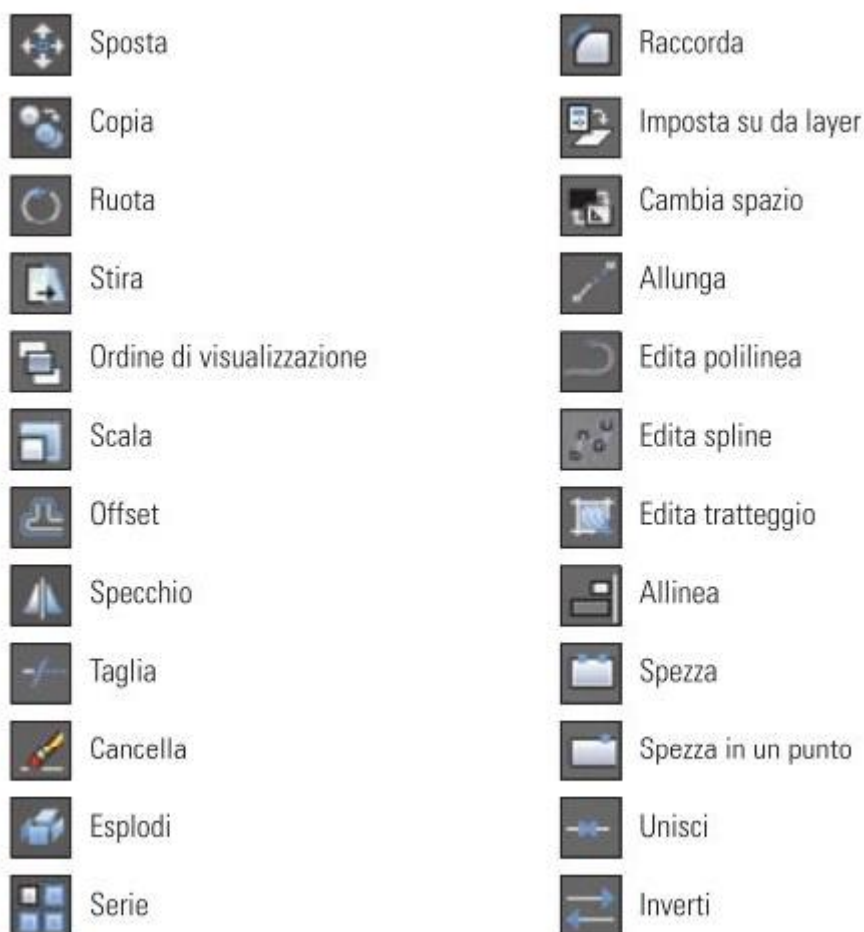 Sposta
Copia
Ruota
Stira
Ordine di visualizzazione
Scala
Offset
Specchio
Taglia
Cancella
Esplodi
Serie
Raccorda
Imposta su da layer
Cambia spazio
Allunga
Edita polilinea
Edita spline
Edita tratteggio
Allinea
Spezza
Spezza in un punto
Unisci
Inverti